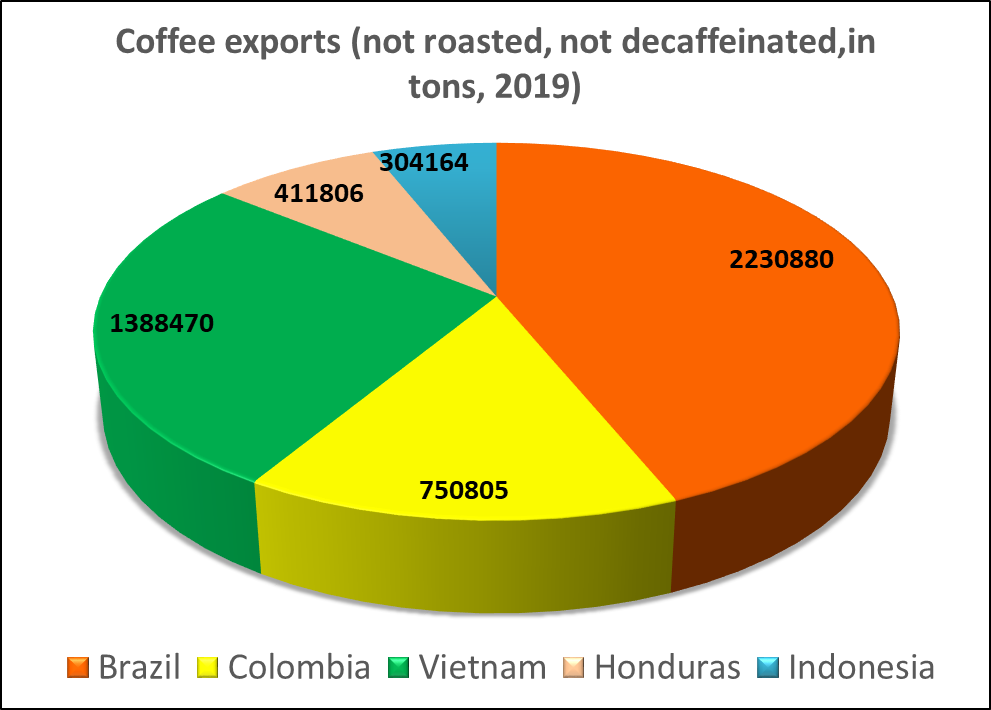 Coffee exports (not roasted, not decaffeinated,in
tons, 2019)
304164
411806
2230880
1388470
750805
Brazil Colombia Vietnam Honduras Indonesia